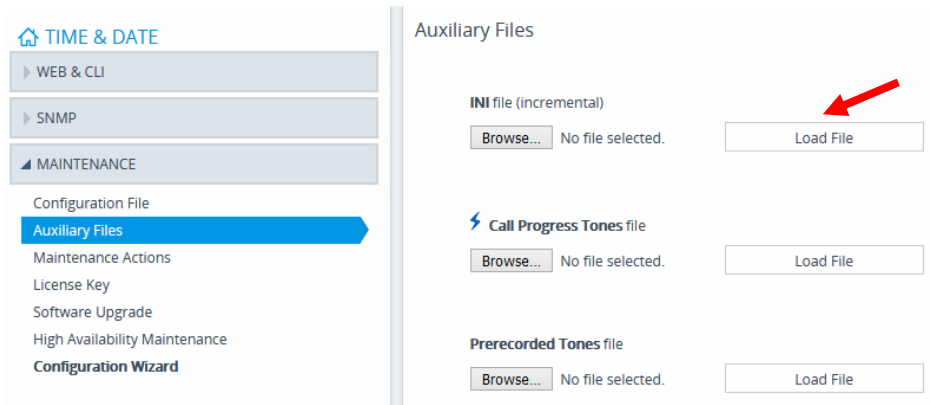 TIME & DATE
WEB & CLI
SNMP
MAINTENANCE
Configuration File
Auxiliary Files
Maintenance Actions
License Key
Software Upgrade
High Availability Maintenance
Configuration Wizard
Auxiliary Files
INI file (incremental)
Browse... No file selected. Load File
Call Progress Tones file
Browse... No file selected. Load File
Prerecorded Tones file
Browse... No file selected. Load File